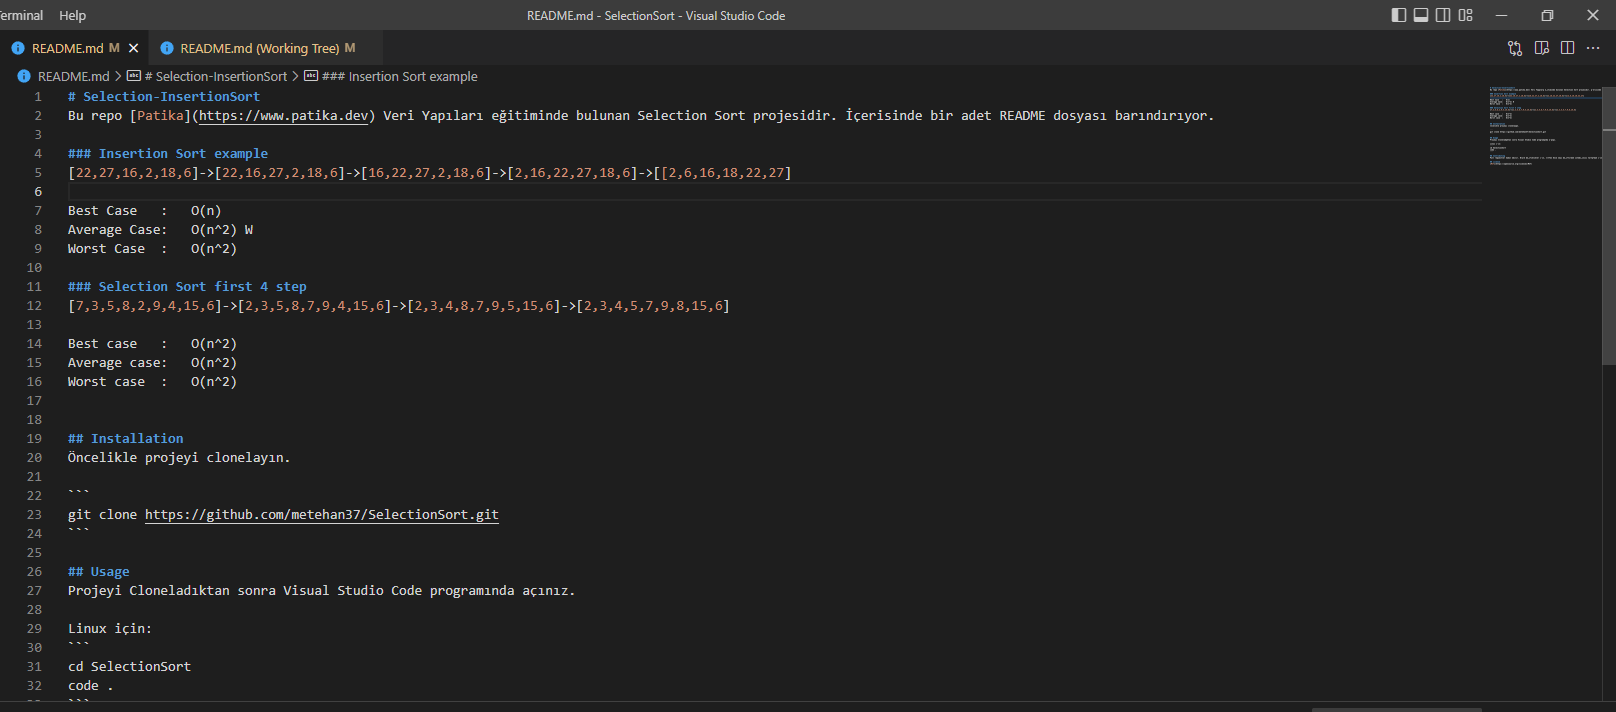 Terminal Help README.md - SelectionSort - Visual Studio Code
README.md M README.md (Working Tree) M
README.md > # Selection-InsertionSort > ### Insertion Sort example
1 # Selection-InsertionSort
2 Bu repo [Patika](https://www.patika.dev) Veri Yapıları eğitiminde bulunan Selection Sort projesidir. İçerisinde bir adet README dosyası barındırıyor.
3
4 ### Insertion Sort example
5 [22,27,16,2,18,6]->[22,16,27,2,18,6]->[16,22,27,2,18,6]->[2,16,22,27,18,6]->[[2,6,16,18,22,27]
6
7 Best Case   :   O(n)
8 Average Case:   O(n^2) W
9 Worst Case  :   O(n^2)
10
11 ### Selection Sort first 4 step
12 [7,3,5,8,2,9,4,15,6]->[2,3,5,8,7,9,4,15,6]->[2,3,4,8,7,9,5,15,6]->[2,3,4,5,7,9,8,15,6]
13
14 Best case   :   O(n^2)
15 Average case:   O(n^2)
16 Worst case  :   O(n^2)
17
18
19 ## Installation
20 Öncelikle projeyi clonelayın.
21
22 ```
23 git clone https://github.com/metehan37/SelectionSort.git
24 ```
25
26 ## Usage
27 Projeyi Cloneladıktan sonra Visual Studio Code programında açınız.
28
29 Linux için:
30 ```
31 cd SelectionSort
32 code .